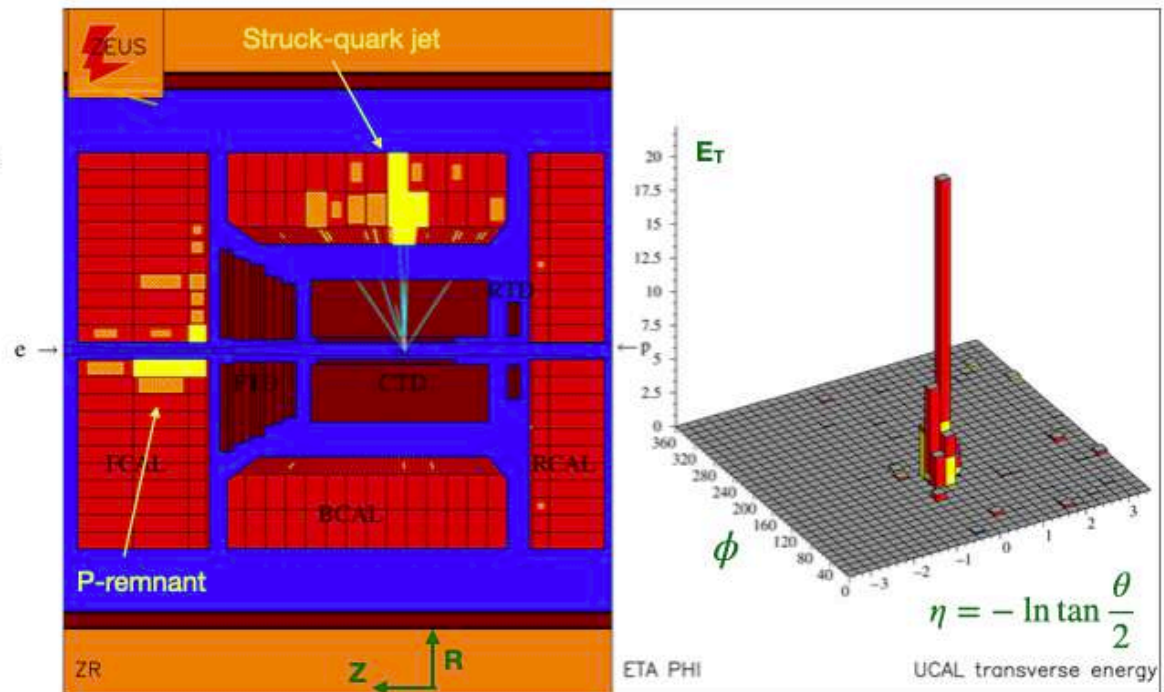 ZEUS
Struck-quark jet
RTD
e →
← p
FTD
CTD
FCAL
BCAL
RCAL
P-remnant
Z
R
ZR
E_T
20
17.5
15
12.5
10
7.5
5
2.5
0
360
320
280
240
200
160
120
80
40
0
-3
-2
-1
0
1
2
3
ϕ
η = − ln tan θ/2
ETA PHI
UCAL transverse energy